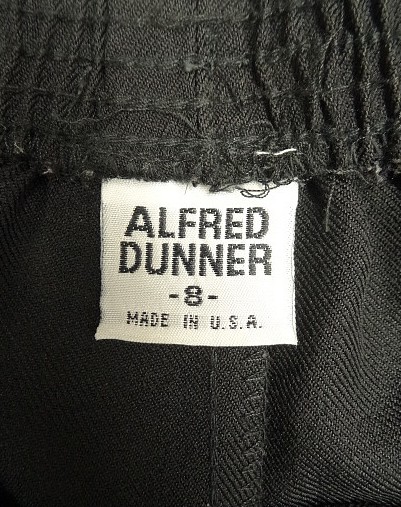 ALFRED
DUNNER
-8-
MADE IN U.S.A.